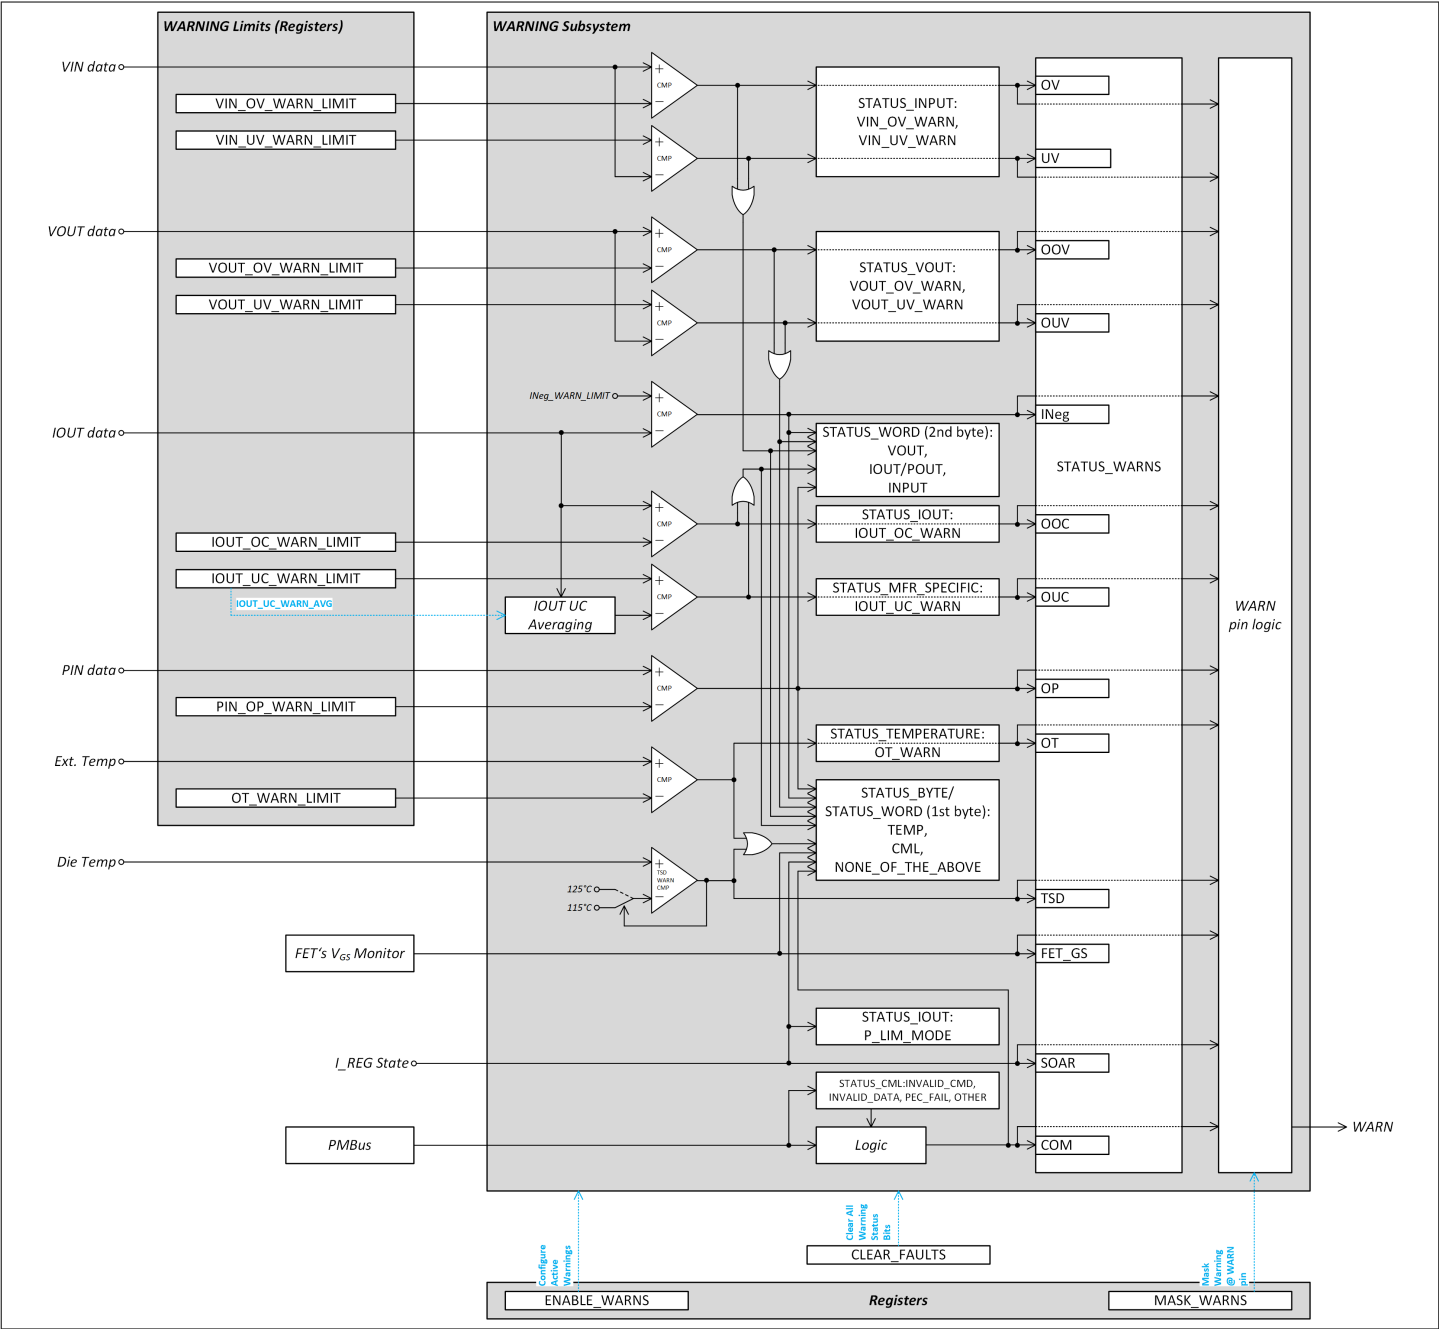 WARNING Limits (Registers)
WARNING Subsystem
VIN data
VIN_OV_WARN_LIMIT
VIN_UV_WARN_LIMIT
+
CMP
−
+
CMP
−
STATUS_INPUT:
VIN_OV_WARN,
VIN_UV_WARN
OV
UV
VOUT data
VOUT_OV_WARN_LIMIT
VOUT_UV_WARN_LIMIT
+
CMP
−
+
CMP
−
STATUS_VOUT:
VOUT_OV_WARN,
VOUT_UV_WARN
OOV
OUV
INeg_WARN_LIMIT
+
CMP
−
INeg
IOUT data
STATUS_WORD (2nd byte):
VOUT,
IOUT/POUT,
INPUT
STATUS_WARNS
+
CMP
−
STATUS_IOUT:
IOUT_OC_WARN
OOC
IOUT_OC_WARN_LIMIT
IOUT_UC_WARN_LIMIT
IOUT_UC_WARN_AVG
IOUT UC
Averaging
+
CMP
−
STATUS_MFR_SPECIFIC:
IOUT_UC_WARN
OUC
WARN
pin logic
PIN data
PIN_OP_WARN_LIMIT
+
CMP
−
OP
STATUS_TEMPERATURE:
OT_WARN
OT
Ext. Temp
OT_WARN_LIMIT
+
CMP
−
STATUS_BYTE/
STATUS_WORD (1st byte):
TEMP,
CML,
NONE_OF_THE_ABOVE
Die Temp
+
TSD
WARN
CMP
−
125°C
115°C
TSD
FET‘s VGS Monitor
FET_GS
STATUS_IOUT:
P_LIM_MODE
I_REG State
SOAR
STATUS_CML:INVALID_CMD,
INVALID_DATA, PEC_FAIL, OTHER
PMBus
Logic
COM
WARN
Configure
Active
Warnings
Clear All
Warning
Status
Bits
Mask
Warning
@ WARN
pin
CLEAR_FAULTS
ENABLE_WARNS
Registers
MASK_WARNS